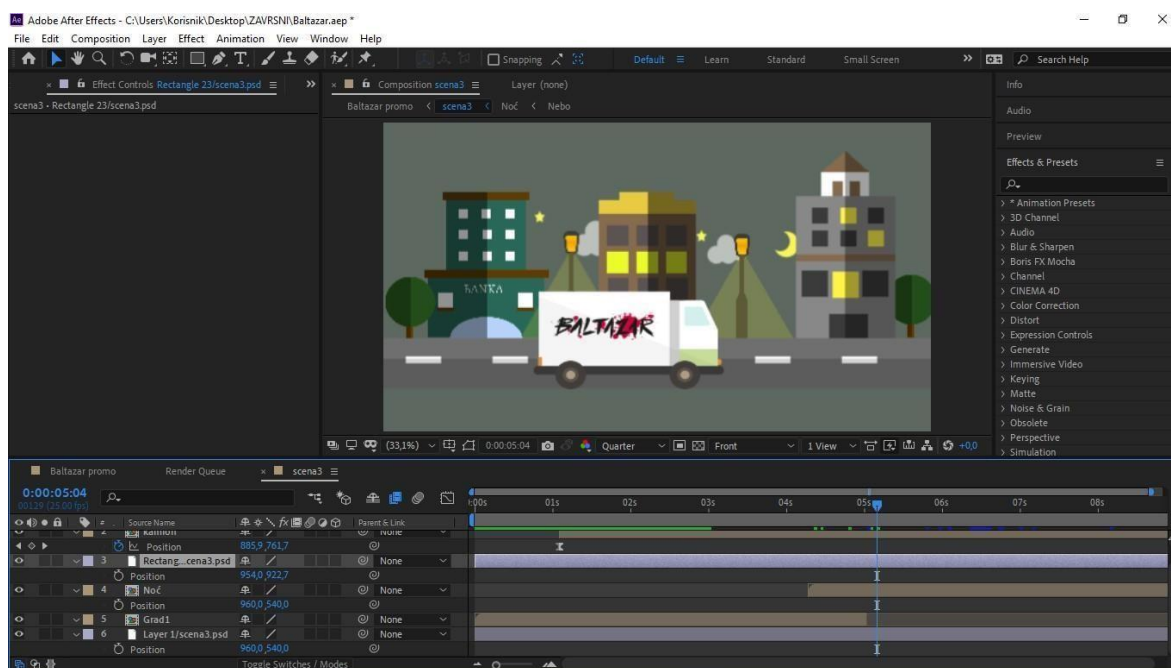 Ae Adobe After Effects - C:\Users\Korisnik\Desktop\ZAVRSNI\Baltazar.aep *
File Edit Composition Layer Effect Animation View Window Help
Snapping Default Learn Standard Small Screen Search Help
Effect Controls Rectangle 23/scena3.psd
scena3 - Rectangle 23/scena3.psd
Composition scena3 Layer (none)
Baltazar promo scena3 Noć Nebo
BANKA
BALTAZAR
(33,1%) 0:00:05:04 Quarter Front 1 View +0,0
Info
Audio
Preview
Effects & Presets
* Animation Presets
3D Channel
Audio
Blur & Sharpen
Boris FX Mocha
Channel
CINEMA 4D
Color Correction
Distort
Expression Controls
Generate
Immersive Video
Keying
Matte
Noise & Grain
Obsolete
Perspective
Simulation
Baltazar promo Render Queue scena3
0:00:05:04
00129 (25.00 fps)
:00s 01s 02s 03s 04s 05s 06s 07s 08s
# Source Name Parent & Link
2 kamion None
Position 885,9,761,7
3 Rectang...cena3.psd None
Position 954,0,922,7
4 Noć None
Position 960,0,540,0
5 Grad1 None
6 Layer 1/scena3.psd None
Position 960,0,540,0
Toggle Switches / Modes